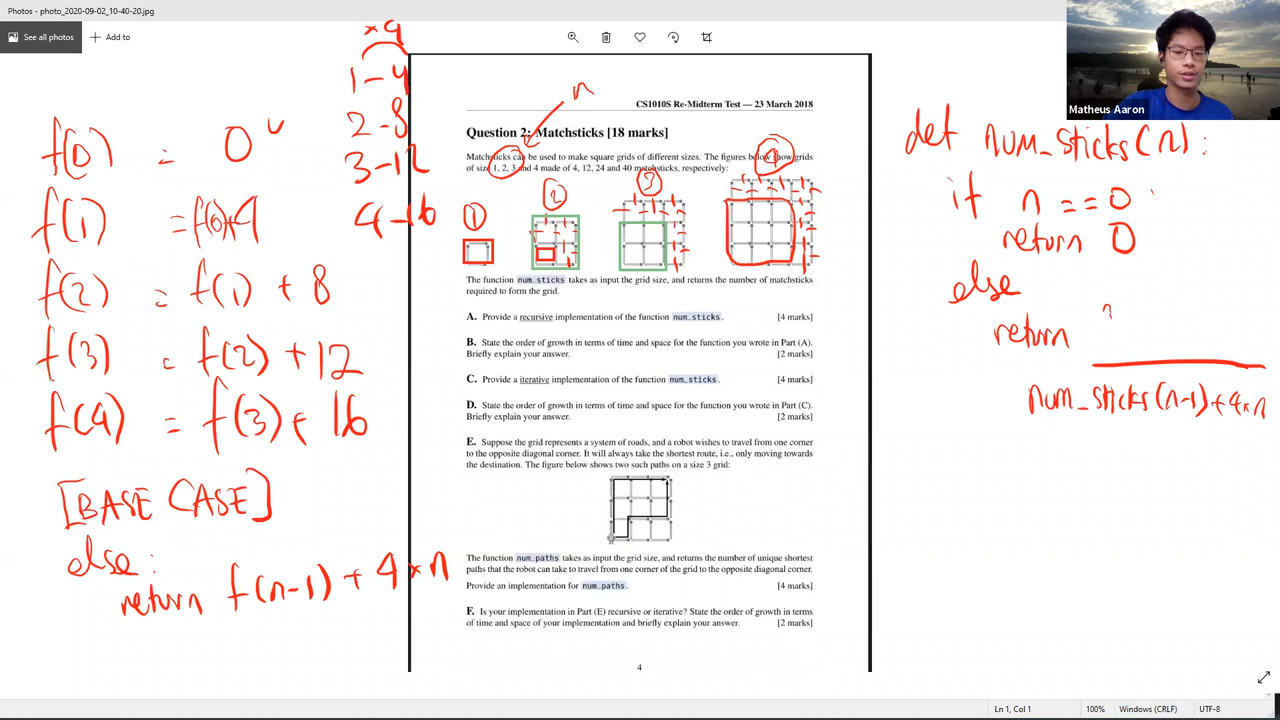 Photos - photo_2020-09-02_10-40-20.jpg
See all photos
Add to
Matheus Aaron
CS1010S Re-Midterm Test — 23 March 2018
Question 2: Matchsticks [18 marks]
Matchsticks can be used to make square grids of different sizes. The figures below show grids
of size 1, 2, 3, and 4 made of 4, 12, 24 and 40 matchsticks, respectively:
n
1
2
3
4
The function num_sticks takes as input the grid size, and returns the number of matchsticks
required to form the grid.
A. Provide a recursive implementation of the function num_sticks. [4 marks]
B. State the order of growth in terms of time and space for the function you wrote in Part (A).
Briefly explain your answer. [2 marks]
C. Provide a iterative implementation of the function num_sticks. [4 marks]
D. State the order of growth in terms of time and space for the function you wrote in Part (C).
Briefly explain your answer. [2 marks]
E. Suppose the grid represents a system of roads, and a robot wishes to travel from one corner
to the opposite diagonal corner. It will always take the shortest route, i.e., only moving towards
the destination. The figure below shows two such paths on a size 3 grid:
The function num_paths takes as input the grid size, and returns the number of unique shortest
paths that the robot can take to travel from one corner of the grid to the opposite diagonal corner.
Provide an implementation for num_paths. [4 marks]
F. Is your implementation in Part (E) recursive or iterative? State the order of growth in terms
of time and space of your implementation and briefly explain your answer. [2 marks]
4
f(0) = 0
f(1) = f(0)+4
f(2) = f(1) + 8
f(3) = f(2) + 12
f(4) = f(3) + 16
[BASE CASE]
else:
return f(n-1) + 4 × n
×4
1 - 4
2 - 8
3 - 12
4 - 16
def num_sticks(n):
if n == 0
return 0
else
return ?
num_sticks(n-1)+4×n
Ln 1, Col 1
100%
Windows (CRLF)
UTF-8